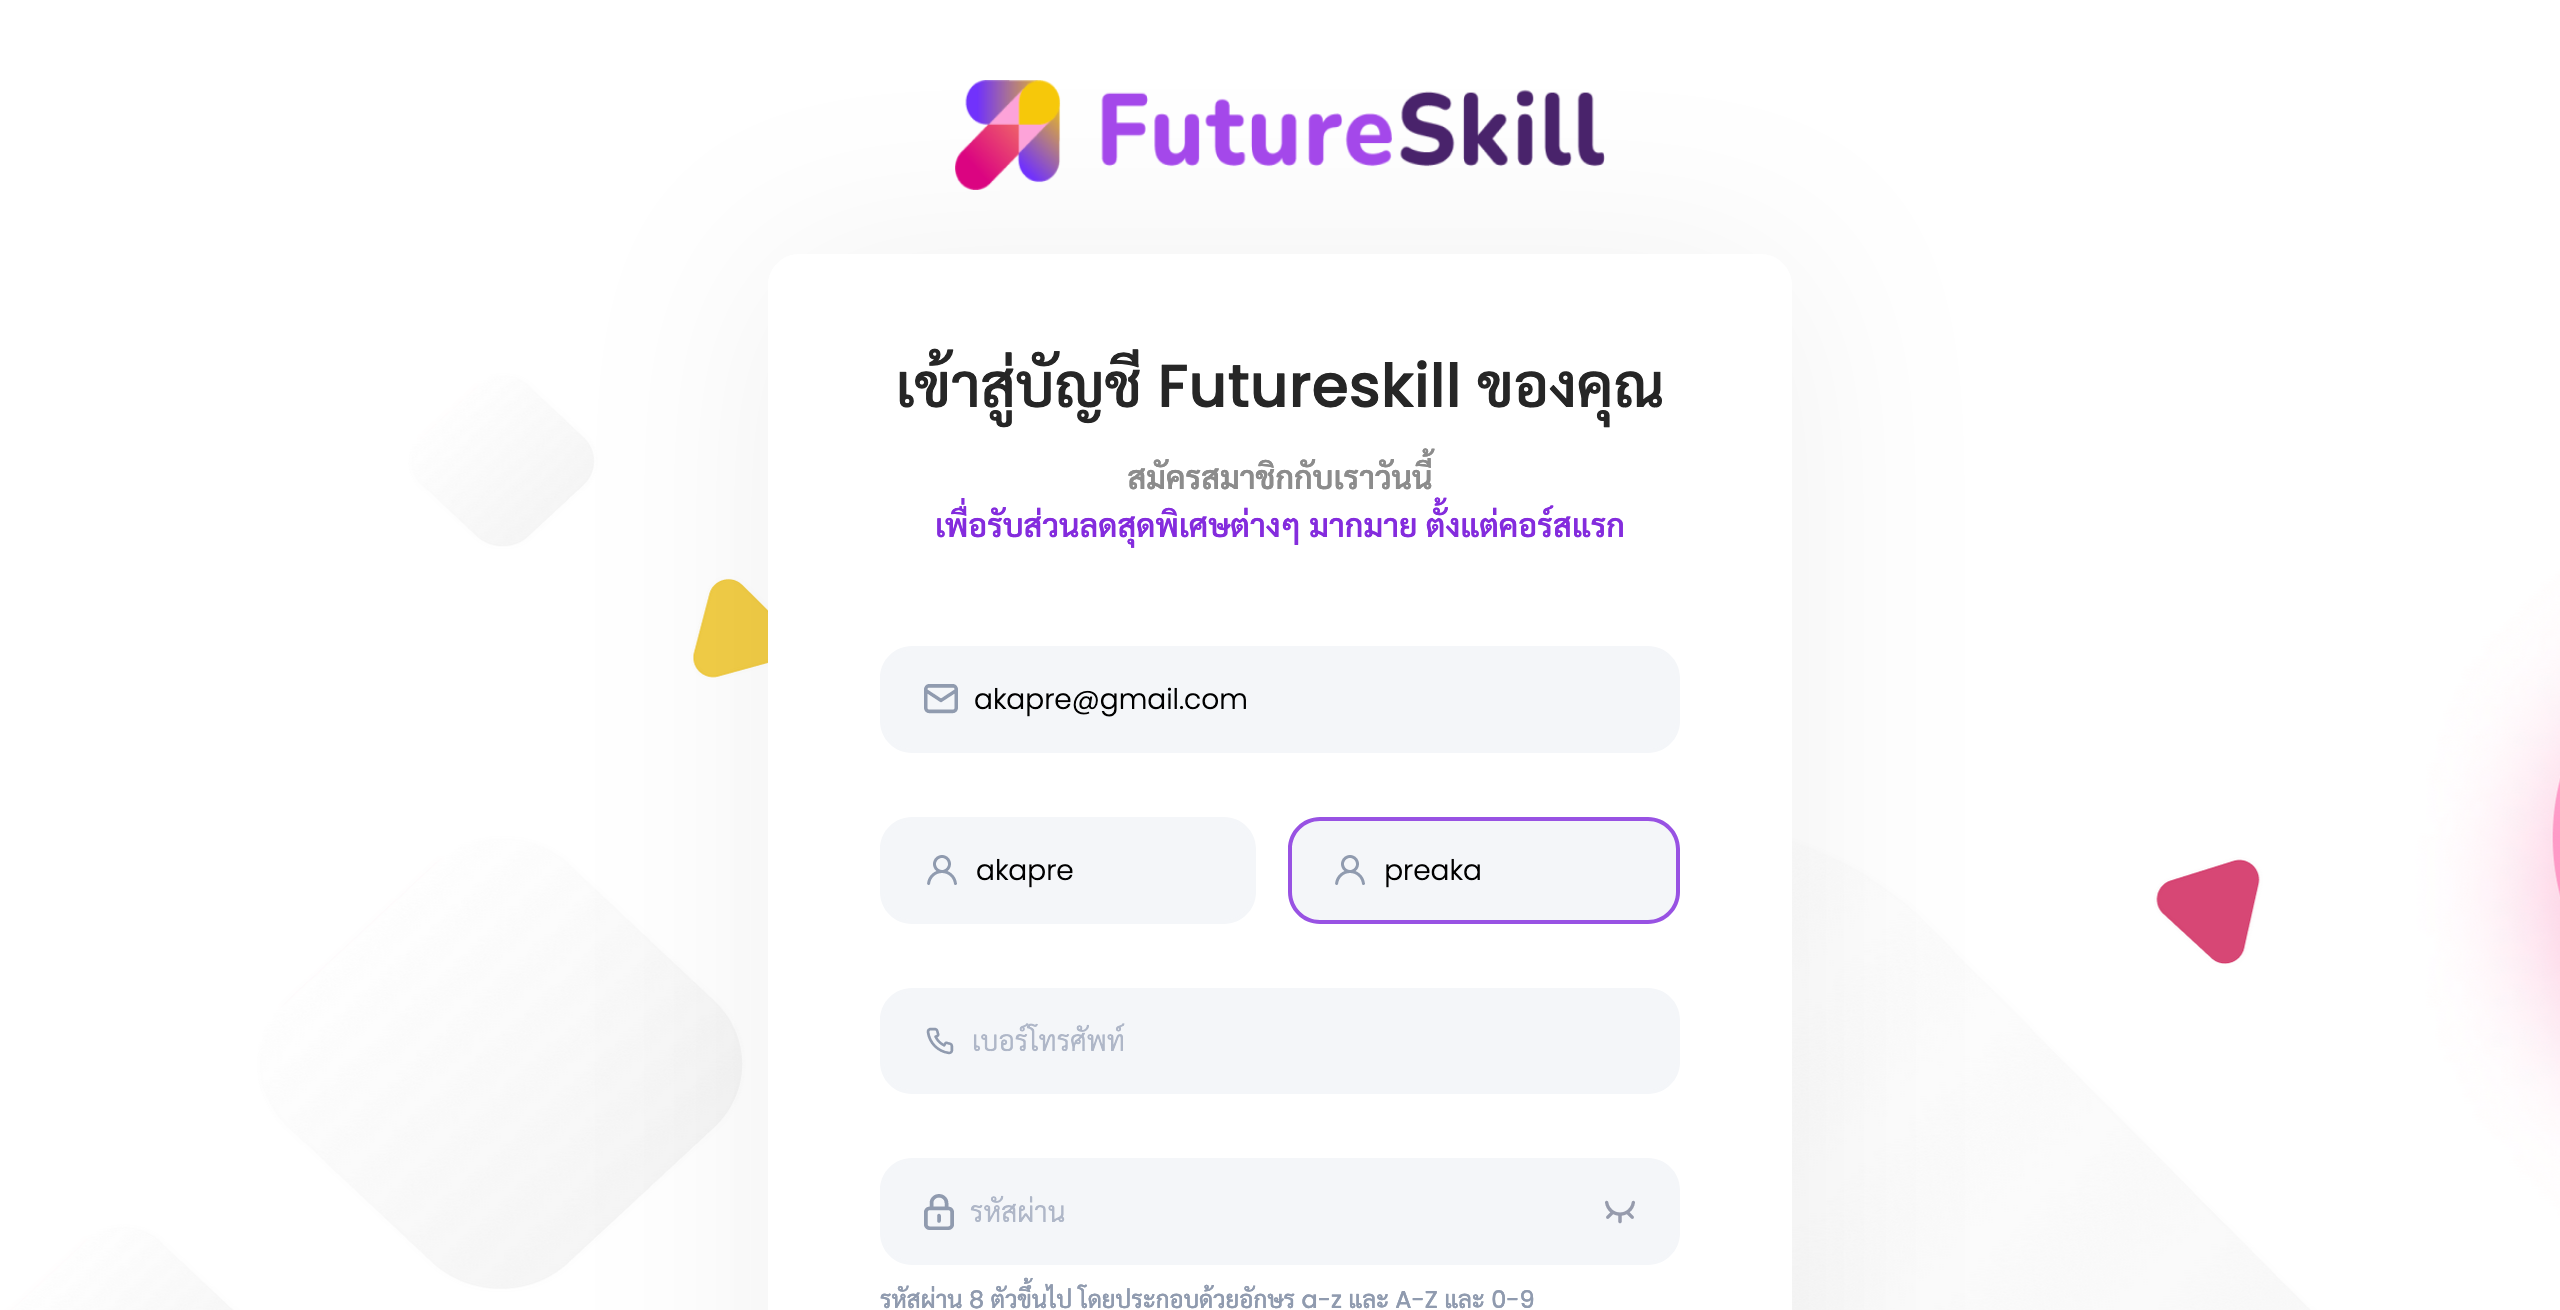 FutureSkill
เข้าสู่บัญชี Futureskill ของคุณ
สมัครสมาชิกกับเราวันนี้
เพื่อรับส่วนลดสุดพิเศษต่างๆ มากมาย ตั้งแต่คอร์สแรก
akapre@gmail.com
akapre preaka
เบอร์โทรศัพท์
รหัสผ่าน
รหัสผ่าน 8 ตัวขึ้นไป โดยประกอบด้วยอักษร a-z และ A-Z และ 0-9